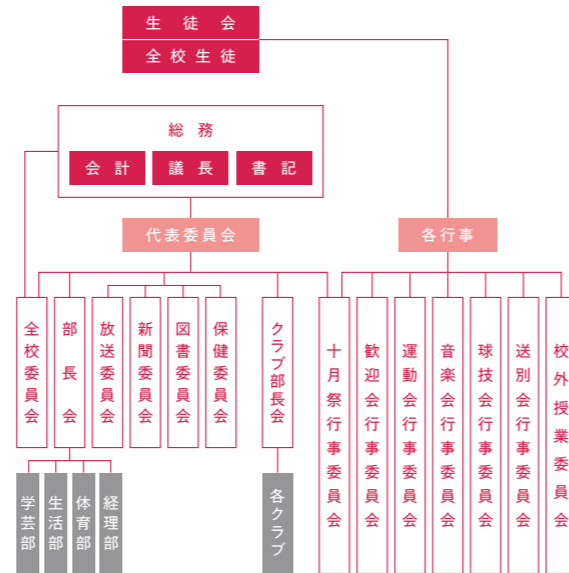 生徒会
全校生徒
総務
会計
議長
書記
代表委員会
各行事
全校委員会
部長会
放送委員会
新聞委員会
図書委員会
保健委員会
クラブ部長会
十月祭行事委員会
歓迎会行事委員会
運動会行事委員会
音楽会行事委員会
球技会行事委員会
送別会行事委員会
校外授業委員会
学芸部
生活部
体育部
経理部
各クラブ